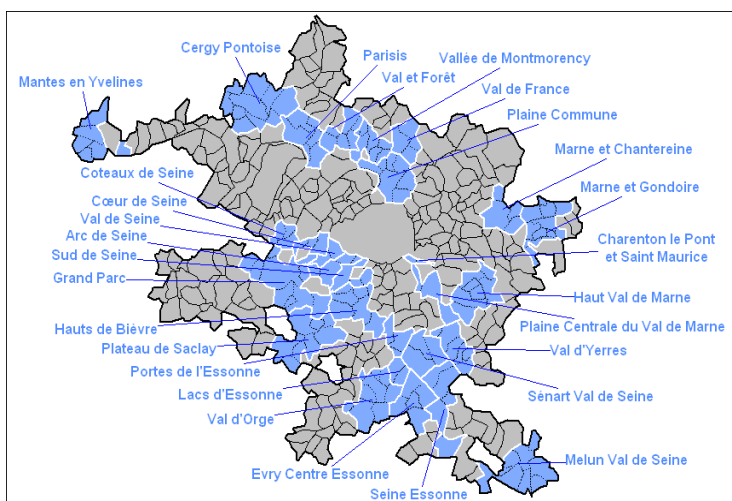 Cergy Pontoise
Parisis
Vallée de Montmorency
Val et Forêt
Mantes en Yvelines
Val de France
Plaine Commune
Marne et Chantereine
Coteaux de Seine
Marne et Gondoire
Cœur de Seine
Val de Seine
Arc de Seine
Charenton le Pont
et Saint Maurice
Sud de Seine
Grand Parc
Haut Val de Marne
Hauts de Bièvre
Plaine Centrale du Val de Marne
Plateau de Saclay
Val d'Yerres
Portes de l'Essonne
Lacs d'Essonne
Sénart Val de Seine
Val d'Orge
Melun Val de Seine
Evry Centre Essonne
Seine Essonne